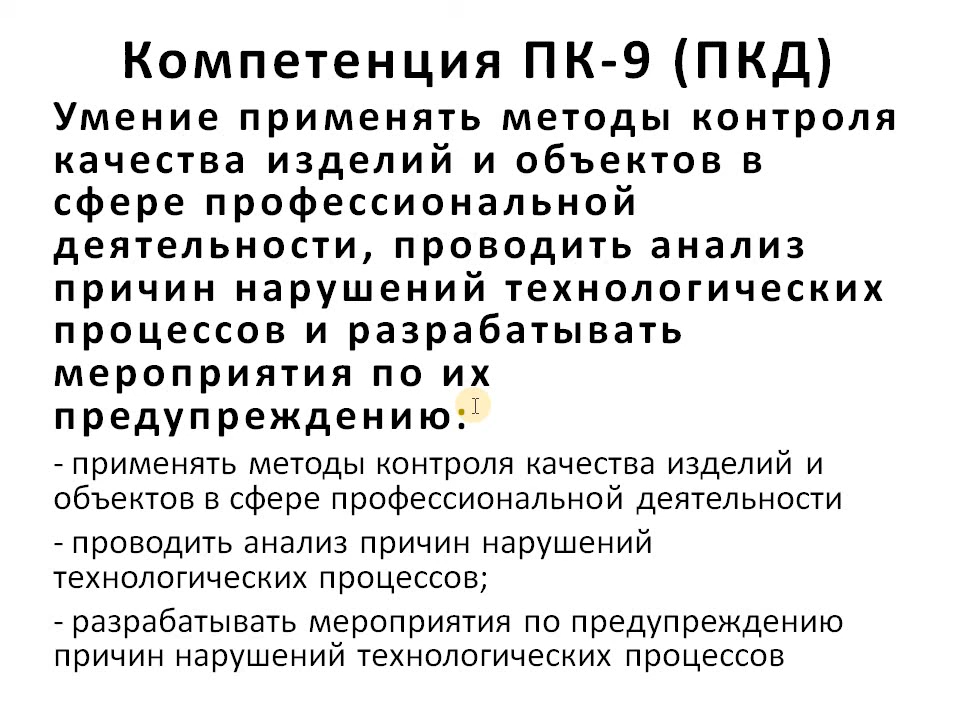 Компетенция ПК-9 (ПКД)
Умение применять методы контроля
качества изделий и объектов в
сфере профессиональной
деятельности, проводить анализ
причин нарушений технологических
процессов и разрабатывать
мероприятия по их
предупреждению:
- применять методы контроля качества изделий и
объектов в сфере профессиональной деятельности
- проводить анализ причин нарушений
технологических процессов;
- разрабатывать мероприятия по предупреждению
причин нарушений технологических процессов